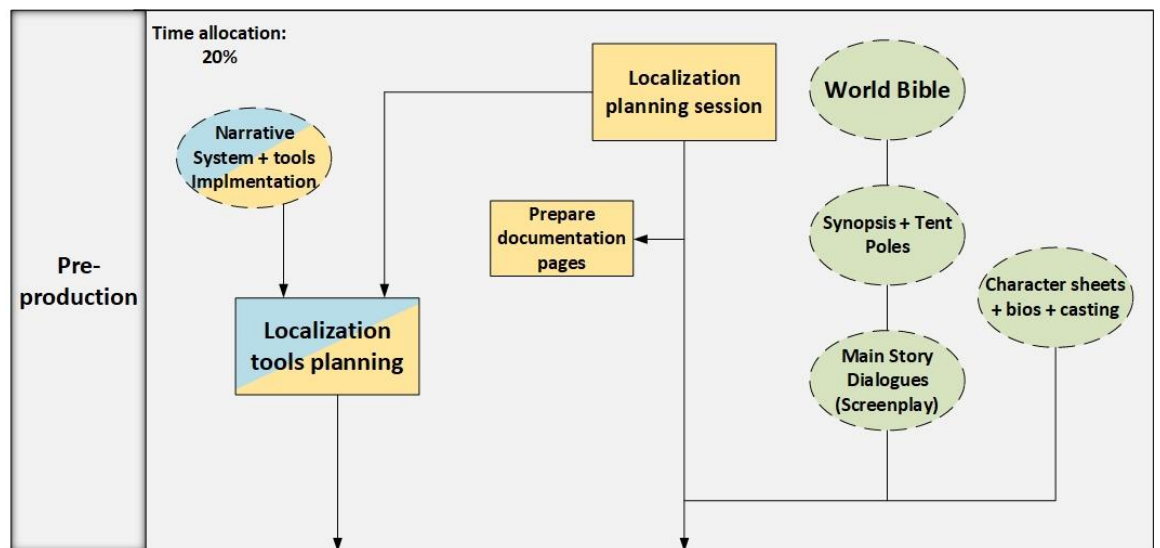 Time allocation:
20%
Localization
planning session
World Bible
Narrative
System + tools
Implmentation
Prepare
documentation
pages
Synopsis + Tent
Poles
Pre-
production
Character sheets
+ bios + casting
Localization
tools planning
Main Story
Dialogues
(Screenplay)